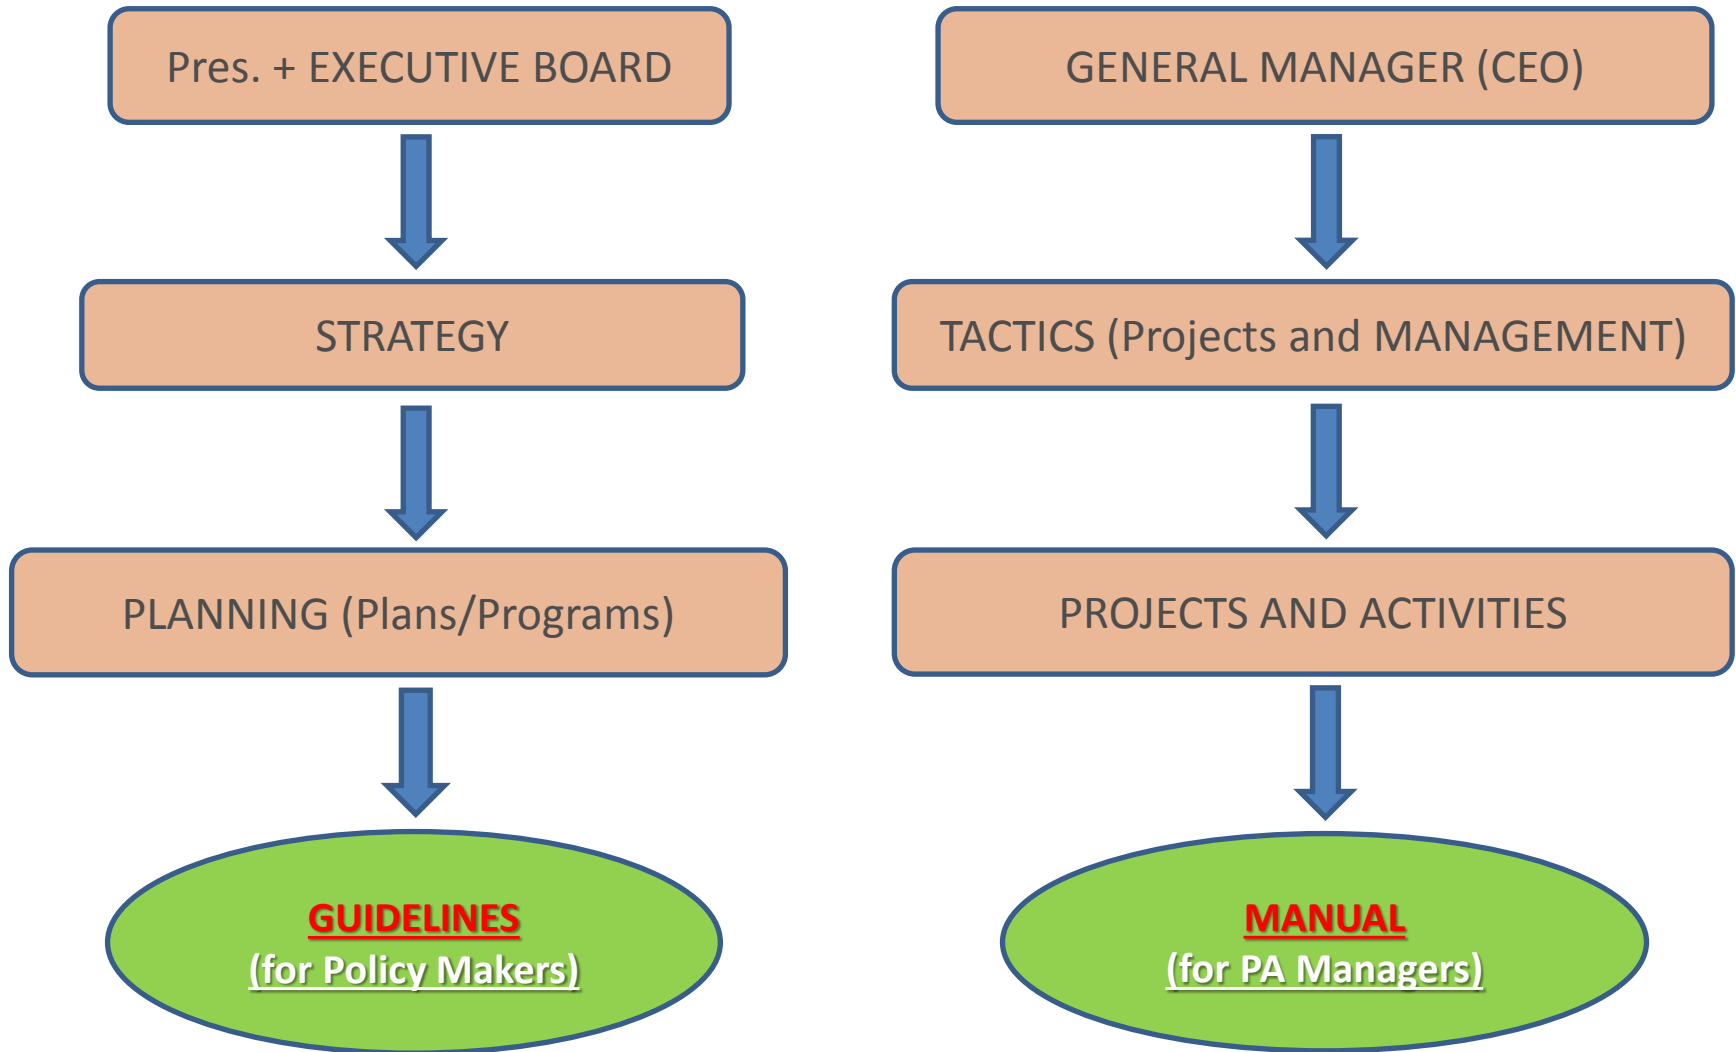 Pres. + EXECUTIVE BOARD
STRATEGY
PLANNING (Plans/Programs)
GUIDELINES
(for Policy Makers)
GENERAL MANAGER (CEO)
TACTICS (Projects and MANAGEMENT)
PROJECTS AND ACTIVITIES
MANUAL
(for PA Managers)